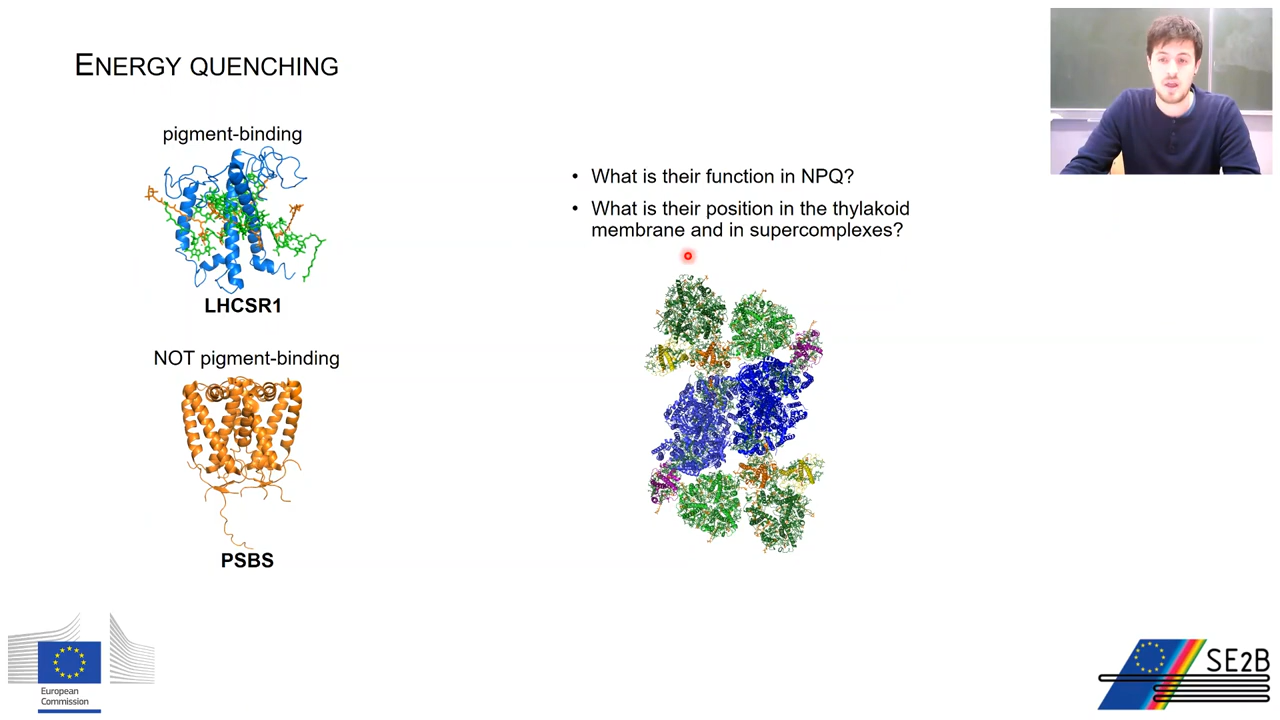 ENERGY QUENCHING
pigment-binding
LHCSR1
NOT pigment-binding
PSBS
• What is their function in NPQ?
• What is their position in the thylakoid
membrane and in supercomplexes?
European
Commission
SE2B